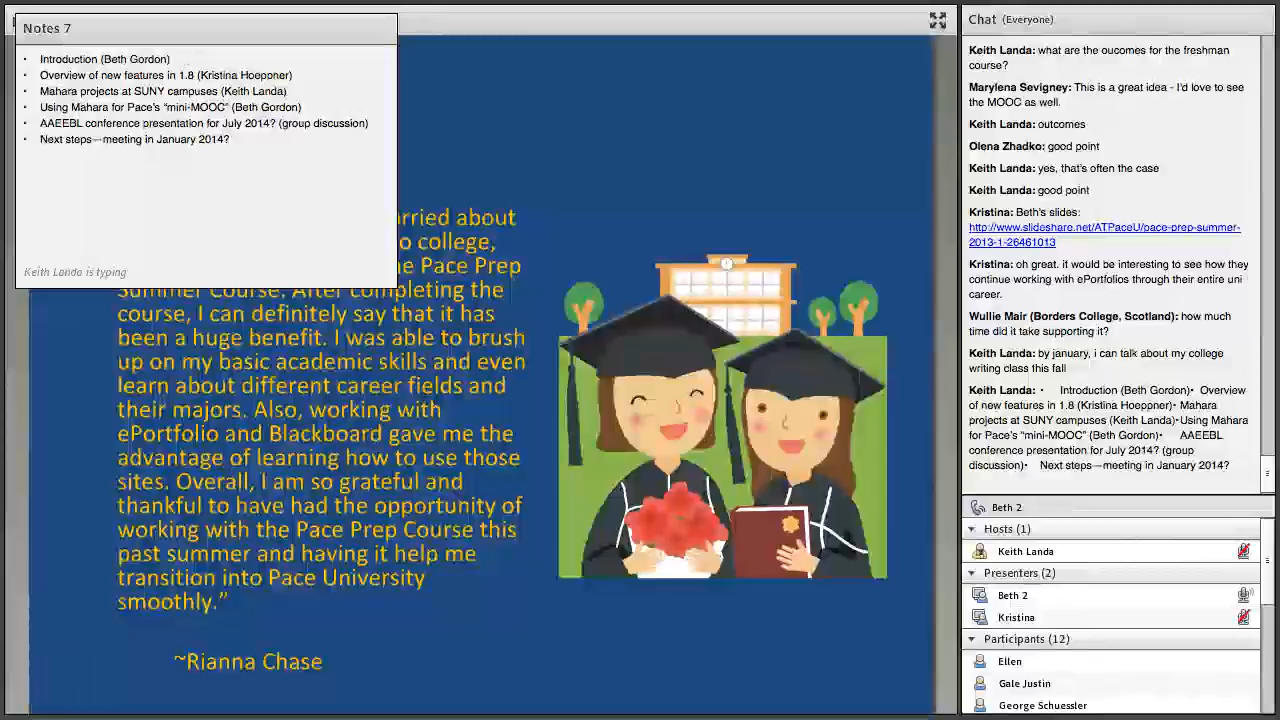 Notes 7
· Introduction (Beth Gordon)
· Overview of new features in 1.8 (Kristina Hoeppner)
· Mahara projects at SUNY campuses (Keith Landa)
· Using Mahara for Pace's “mini-MOOC” (Beth Gordon)
· AAEEBL conference presentation for July 2014? (group discussion)
· Next steps—meeting in January 2014?
Keith Landa is typing
rried about
o college,
he Pace Prep
Summer Course. After completing the
course, I can definitely say that it has
been a huge benefit. I was able to brush
up on my basic academic skills and even
learn about different career fields and
their majors. Also, working with
ePortfolio and Blackboard gave me the
advantage of learning how to use those
sites. Overall, I am so grateful and
thankful to have had the opportunity of
working with the Pace Prep Course this
past summer and having it help me
transition into Pace University
smoothly.”
~Rianna Chase
Chat (Everyone)
Keith Landa: what are the oucomes for the freshman
course?
Marylena Sevigney: This is a great idea - I'd love to see
the MOOC as well.
Keith Landa: outcomes
Olena Zhadko: good point
Keith Landa: yes, that's often the case
Keith Landa: good point
Kristina: Beth's slides:
http://www.slideshare.net/ATPaceU/pace-prep-summer-
2013-1-26461013
Kristina: oh great. it would be interesting to see how they
continue working with ePortfolios through their entire uni
career.
Wullie Mair (Borders College, Scotland): how much
time did it take supporting it?
Keith Landa: by january, i can talk about my college
writing class this fall
Keith Landa: · Introduction (Beth Gordon)· Overview
of new features in 1.8 (Kristina Hoeppner)· Mahara
projects at SUNY campuses (Keith Landa)·Using Mahara
for Pace's “mini-MOOC” (Beth Gordon)· AAEEBL
conference presentation for July 2014? (group
discussion)· Next steps—meeting in January 2014?
Beth 2
Hosts (1)
Keith Landa
Presenters (2)
Beth 2
Kristina
Participants (12)
Ellen
Gale Justin
George Schuessler